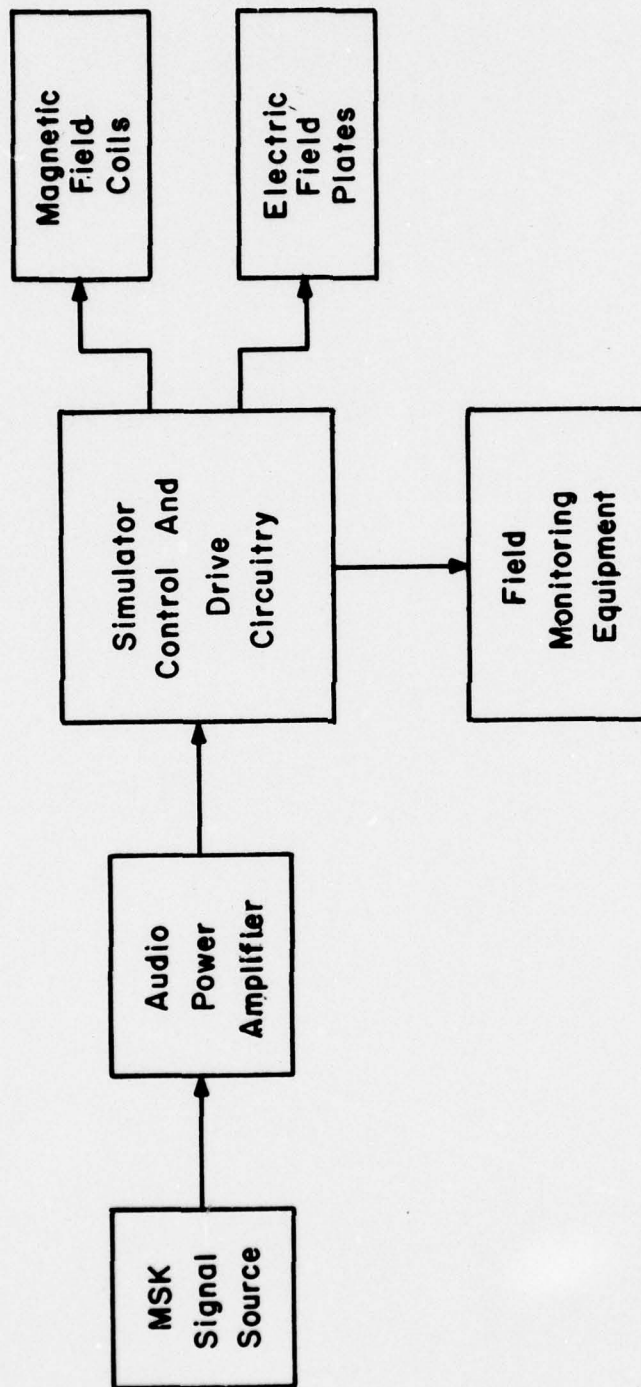 MSK
Signal
Source
Audio
Power
Amplifier
Simulator
Control And
Drive
Circuitry
Magnetic
Field
Coils
Electric
Field
Plates
Field
Monitoring
Equipment